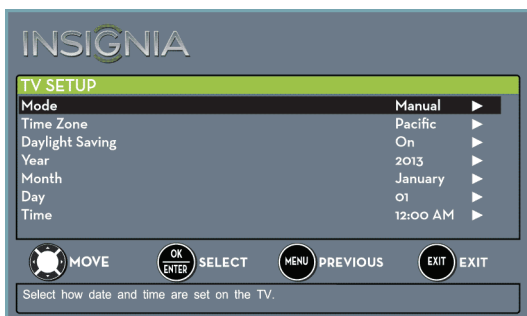 INSIGNIA
TV SETUP
Mode Manual ▶
Time Zone Pacific ▶
Daylight Saving On ▶
Year 2013 ▶
Month January ▶
Day 01 ▶
Time 12:00 AM ▶
MOVE OK ENTER SELECT MENU PREVIOUS EXIT EXIT
Select how date and time are set on the TV.